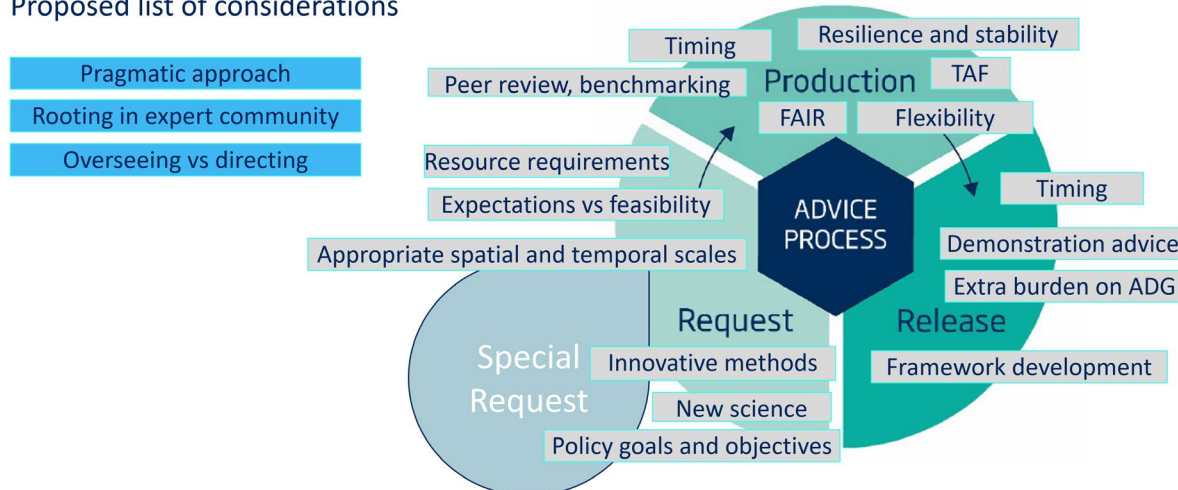 Proposed list of considerations
Pragmatic approach
Rooting in expert community
Overseeing vs directing
Timing
Resilience and stability
Peer review, benchmarking
Production
TAF
FAIR
Flexibility
Resource requirements
Expectations vs feasibility
Appropriate spatial and temporal scales
ADVICE
PROCESS
Timing
Demonstration advice
Extra burden on ADG
Request
Release
Special
Request
Innovative methods
Framework development
New science
Policy goals and objectives